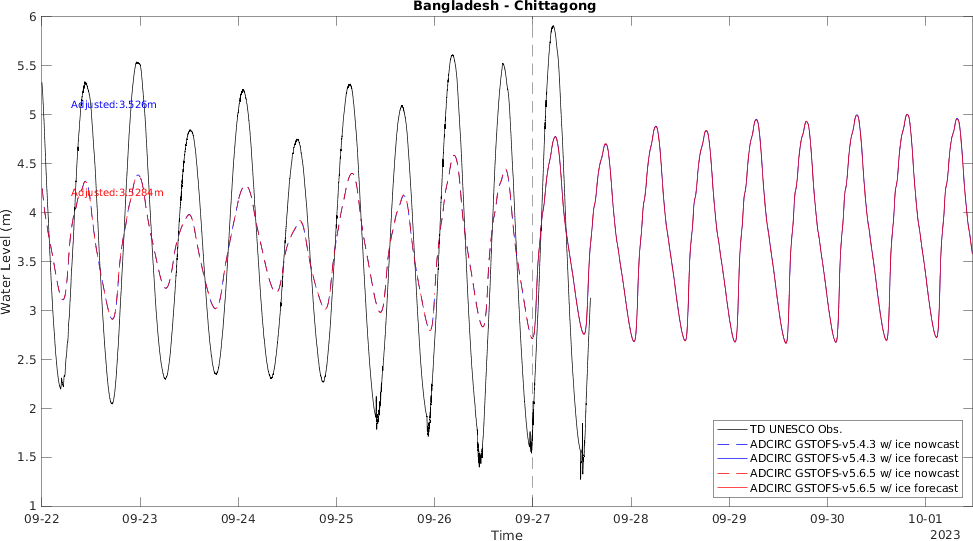 Bangladesh - Chittagong
6
5.5
5
4.5
4
3.5
3
2.5
2
1.5
1
Water Level (m)
Adjusted:3.526m
Adjusted:3.5284m
TD UNESCO Obs.
ADCIRC GSTOFS-v5.4.3 w/ ice nowcast
ADCIRC GSTOFS-v5.4.3 w/ ice forecast
ADCIRC GSTOFS-v5.6.5 w/ ice nowcast
ADCIRC GSTOFS-v5.6.5 w/ ice forecast
09-22 09-23 09-24 09-25 09-26 09-27 09-28 09-29 09-30 10-01
Time
2023